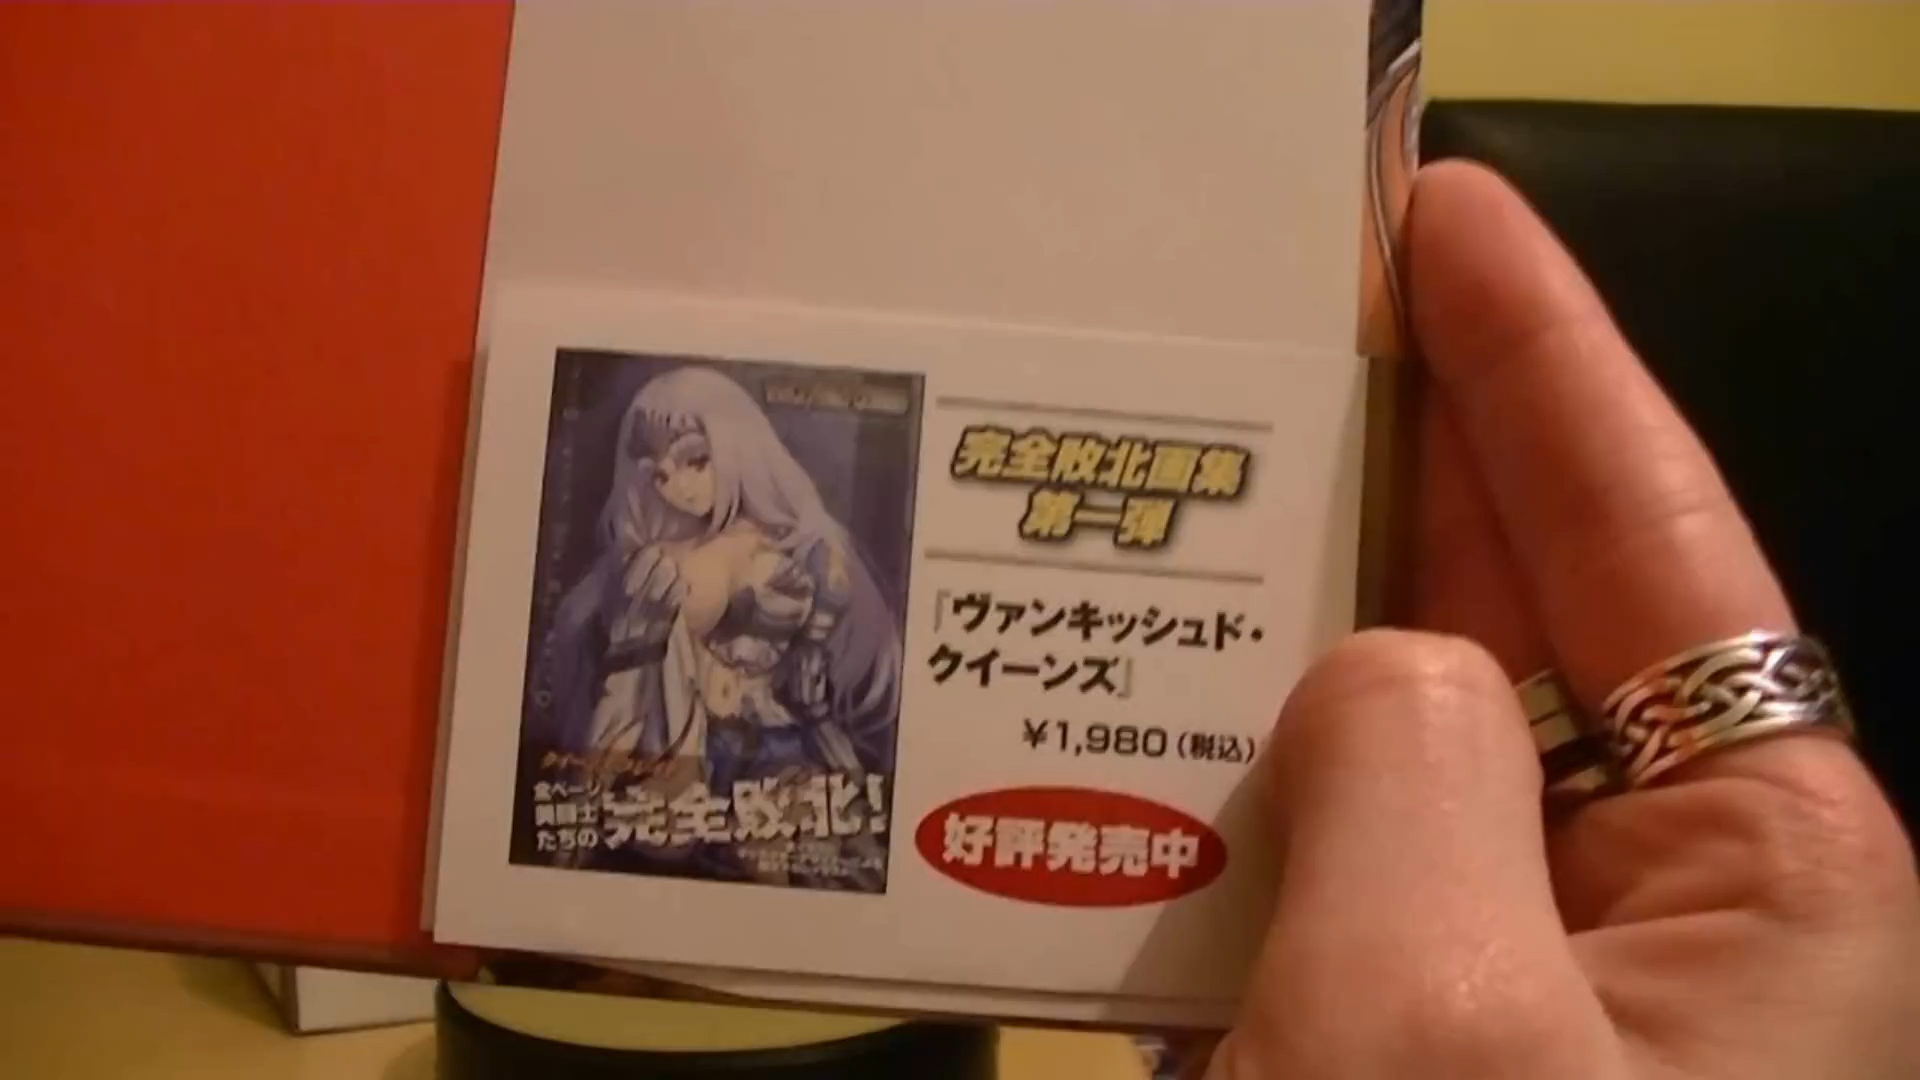 完全敗北画集
第一弾
『ヴァンキッシュド・
クイーンズ』
¥1,980(税込)
好評発売中
全ページ
美闘士
たちの
完全敗北!